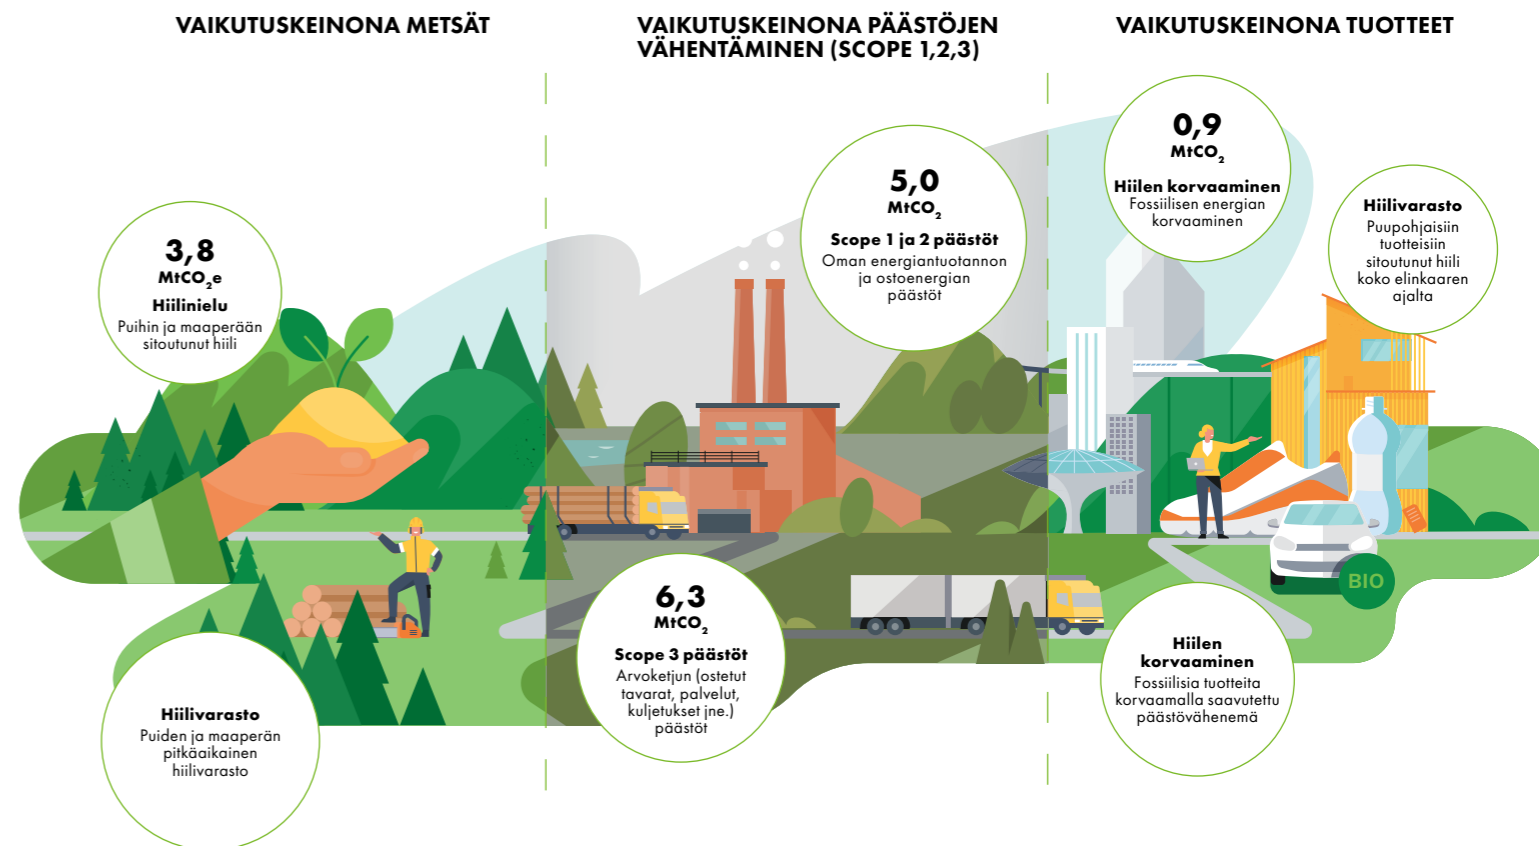 VAIKUTUSKEINONA METSÄT
3,8
MtCO₂e
Hiilinielu
Puihin ja maaperään
sitoutunut hiili
Hiilivarasto
Puiden ja maaperän
pitkäaikainen
hiilivarasto
VAIKUTUSKEINONA PÄÄSTÖJEN
VÄHENTÄMINEN (SCOPE 1,2,3)
5,0
MtCO₂
Scope 1 ja 2 päästöt
Oman energiantuotannon
ja ostoenergian
päästöt
6,3
MtCO₂
Scope 3 päästöt
Arvoketjun (ostetut
tavarat, palvelut,
kuljetukset jne.)
päästöt
VAIKUTUSKEINONA TUOTTEET
0,9
MtCO₂
Hiilen korvaaminen
Fossiilisen energian
korvaaminen
Hiilivarasto
Puupohjaisiin
tuotteisiin
sitoutunut hiili
koko elinkaaren
ajalta
BIO
Hiilen
korvaaminen
Fossiilisia tuotteita
korvaamalla saavutettu
päästövähenemä